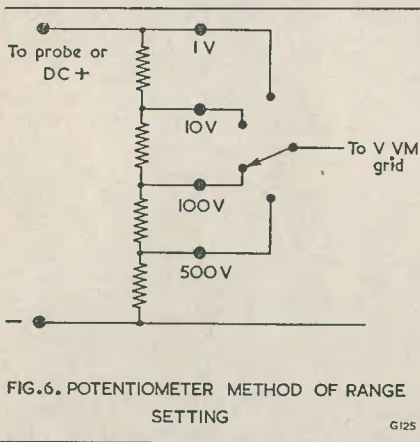 To probe or
DC +
1V
10V
To V VM
grid
100V
500V
–
FIG.6. POTENTIOMETER METHOD OF RANGE
SETTING
G125